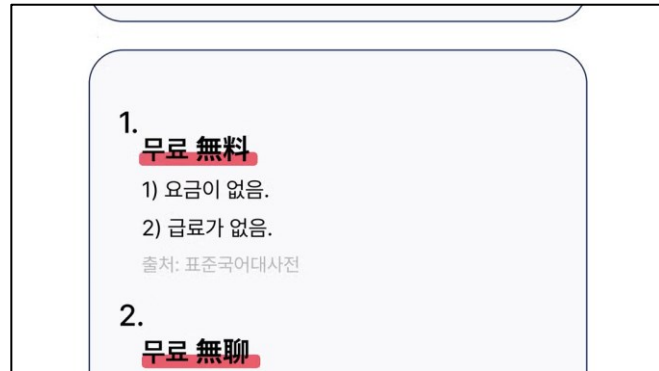 1.
무료 無料
1) 요금이 없음.
2) 급료가 없음.
출처: 표준국어대사전
2.
무료 無聊